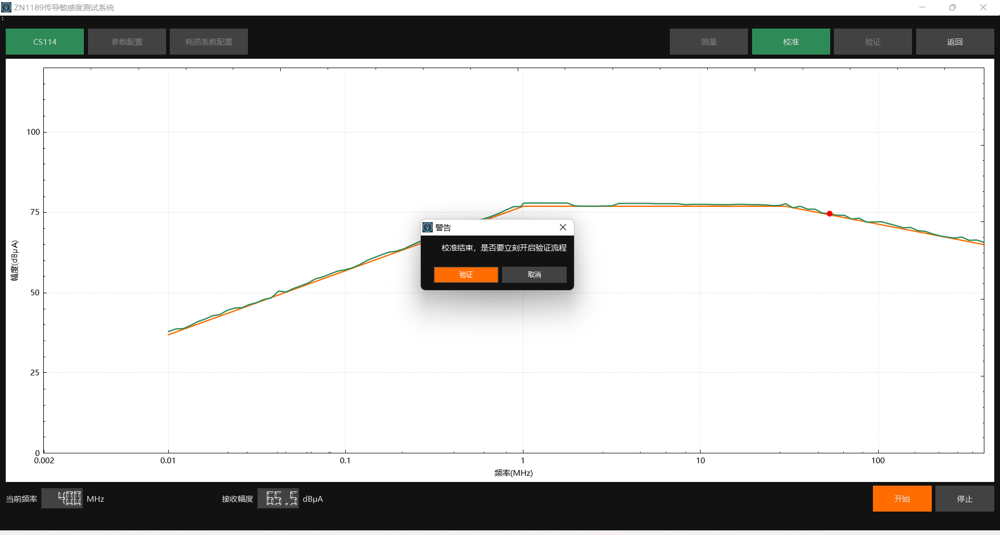 ZN1189传导敏感度测试系统
:
CS114
参数配置
耗损系数配置
测量
校准
验证
返回
100
75
50
25
0
幅度(dBμA)
0.002
0.01
0.1
1
10
100
频率(MHz)
警告
校准结束，是否要立刻开启验证流程
验证
取消
当前频率 400 MHz
接收幅度 65.5 dBμA
开始
停止